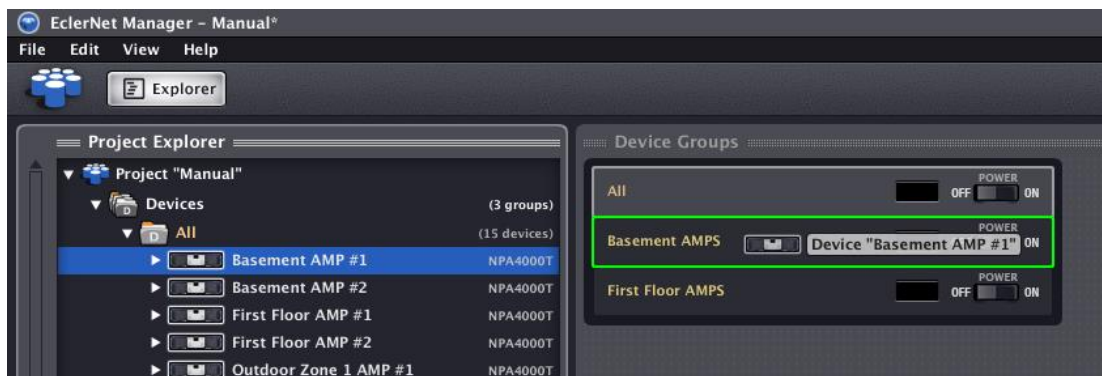 EclerNet Manager – Manual*
File Edit View Help
Explorer
Project Explorer
Project "Manual"
Devices (3 groups)
D
All (15 devices)
D
Basement AMP #1 NPA4000T
Basement AMP #2 NPA4000T
First Floor AMP #1 NPA4000T
First Floor AMP #2 NPA4000T
Outdoor Zone 1 AMP #1 NPA4000T
Device Groups
All POWER
OFF ON
Basement AMPS POWER
Device "Basement AMP #1" ON
First Floor AMPS POWER
OFF ON